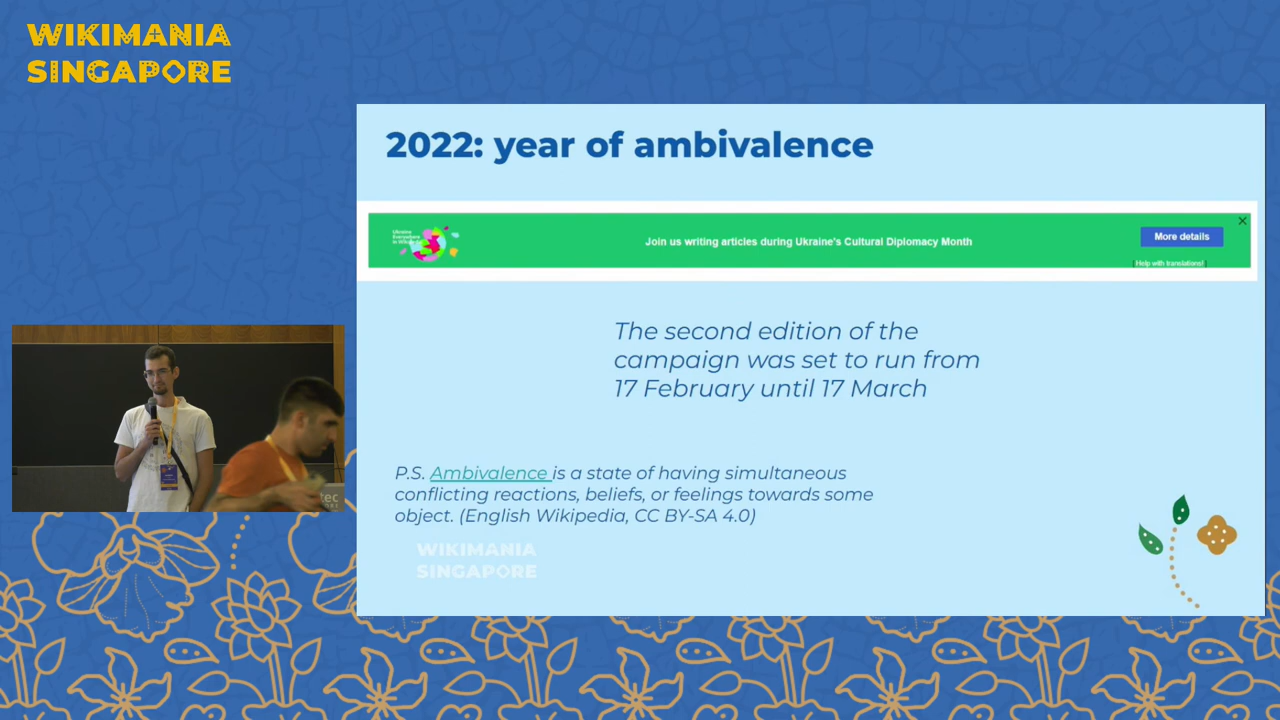 WIKIMANIA
SINGAPORE
2022: year of ambivalence
Ukraine
Everywhere
Join us writing articles during Ukraine's Cultural Diplomacy Month
More details
[ Help with translations! ]
The second edition of the
campaign was set to run from
17 February until 17 March
P.S. Ambivalence is a state of having simultaneous
conflicting reactions, beliefs, or feelings towards some
object. (English Wikipedia, CC BY-SA 4.0)
WIKIMANIA
SINGAPORE